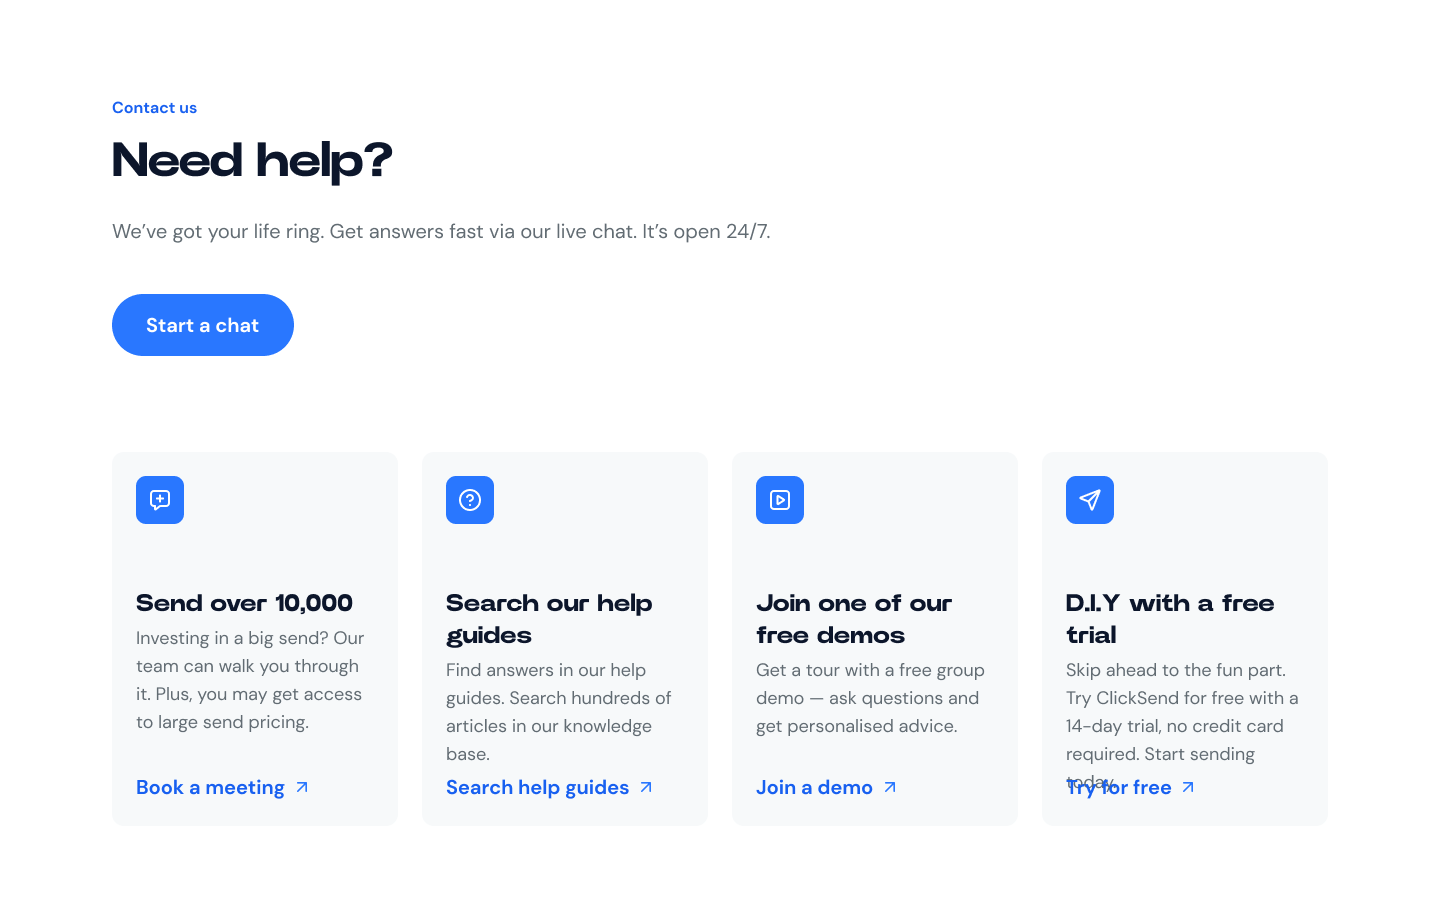 Contact us
Need help?
We’ve got your life ring. Get answers fast via our live chat. It’s open 24/7.
Start a chat
Send over 10,000
Investing in a big send? Our
team can walk you through
it. Plus, you may get access
to large send pricing.
Book a meeting
Search our help
guides
Find answers in our help
guides. Search hundreds of
articles in our knowledge
base.
Search help guides
Join one of our
free demos
Get a tour with a free group
demo — ask questions and
get personalised advice.
Join a demo
D.I.Y with a free
trial
Skip ahead to the fun part.
Try ClickSend for free with a
14-day trial, no credit card
required. Start sending
today.
Try for free